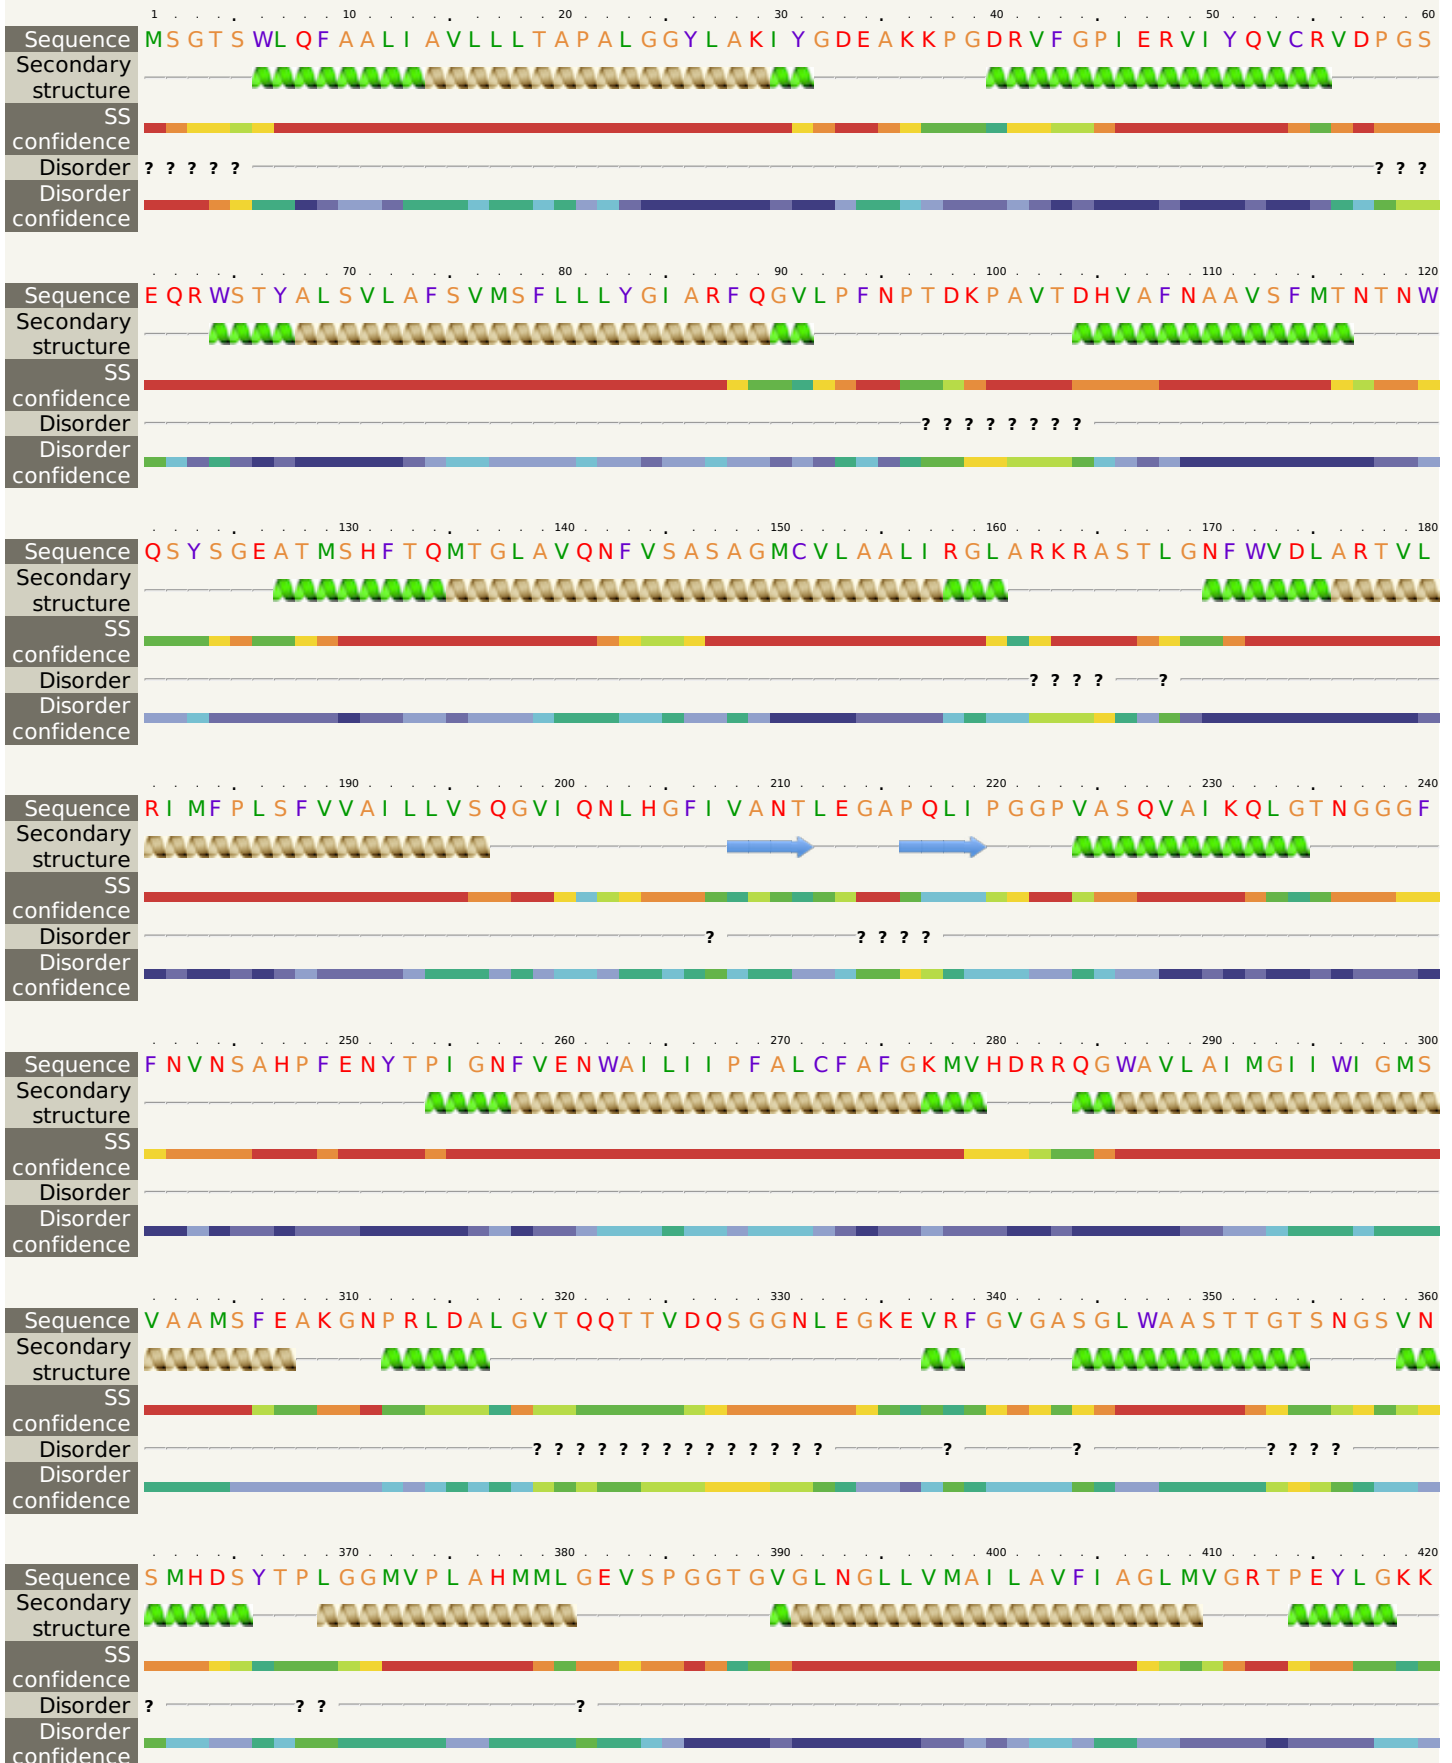 1 10 20 30 40 50 60
Sequence MSGTSWLQFAALIAVLLLTAPALGGYLAKIYGDEAKKPGDRVFGPIERVIYQVCRVDPGS
Secondary
structure
SS
confidence
Disorder ? ? ? ? ? ? ? ?
Disorder
confidence
70 80 90 100 110 120
Sequence EQRWSTYALSVLAFSVMSFLLLYGIARFQGVLPFNPTDKPAVTDHVAFNAAVSFMTNTNW
Secondary
structure
SS
confidence
Disorder ? ? ? ? ? ? ? ?
Disorder
confidence
130 140 150 160 170 180
Sequence QSYSGEATMSHFTQMTGLAVQNFVSASAGMCVLAALIRGLARKRASTLGNFWVDLARTVL
Secondary
structure
SS
confidence
Disorder ? ? ? ? ?
Disorder
confidence
190 200 210 220 230 240
Sequence RIMFPLSFVVAILLVSQGVIQNLHGFIVANTLEGAPQLIPGGPVASQVAIKQLGTNGGGF
Secondary
structure
SS
confidence
Disorder ? ? ? ? ?
Disorder
confidence
250 260 270 280 290 300
Sequence FNVNSAHPFENYTPIGNFVENWAILIIPFALCFAFGKMVHDRRQGWAVLAIMGIIWIGMS
Secondary
structure
SS
confidence
Disorder
Disorder
confidence
310 320 330 340 350 360
Sequence VAAMSFEAKGNPRLDALGVTQQTTVDQSGGNLEGKEVRFGVGASGLWAASTTGTSNGSVN
Secondary
structure
SS
confidence
Disorder ? ? ? ? ? ? ? ? ? ? ? ? ? ? ? ? ? ? ? ?
Disorder
confidence
370 380 390 400 410 420
Sequence SMHDSYTPLGGMVPLAHMMLGEVSPGGTGVGLNGLLVMAILAVFIAGLMVGRTPEYLGKK
Secondary
structure
SS
confidence
Disorder ? ? ? ?
Disorder
confidence